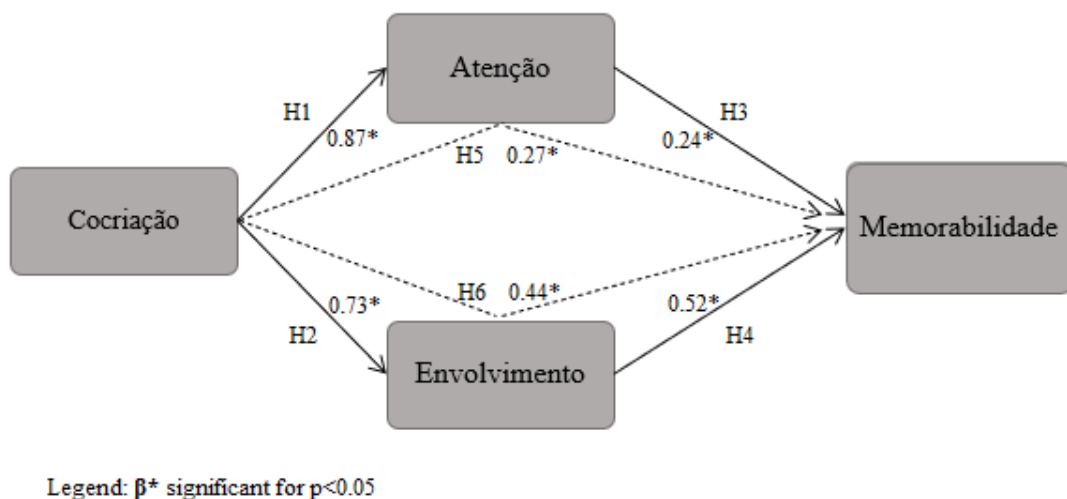 Atenção
H1
H3
0.87*
0.24*
H5 0.27*
Cocriação
Memorabilidade
H6 0.44*
0.73*
0.52*
H2
H4
Envolvimento
Legend: β* significant for p<0.05